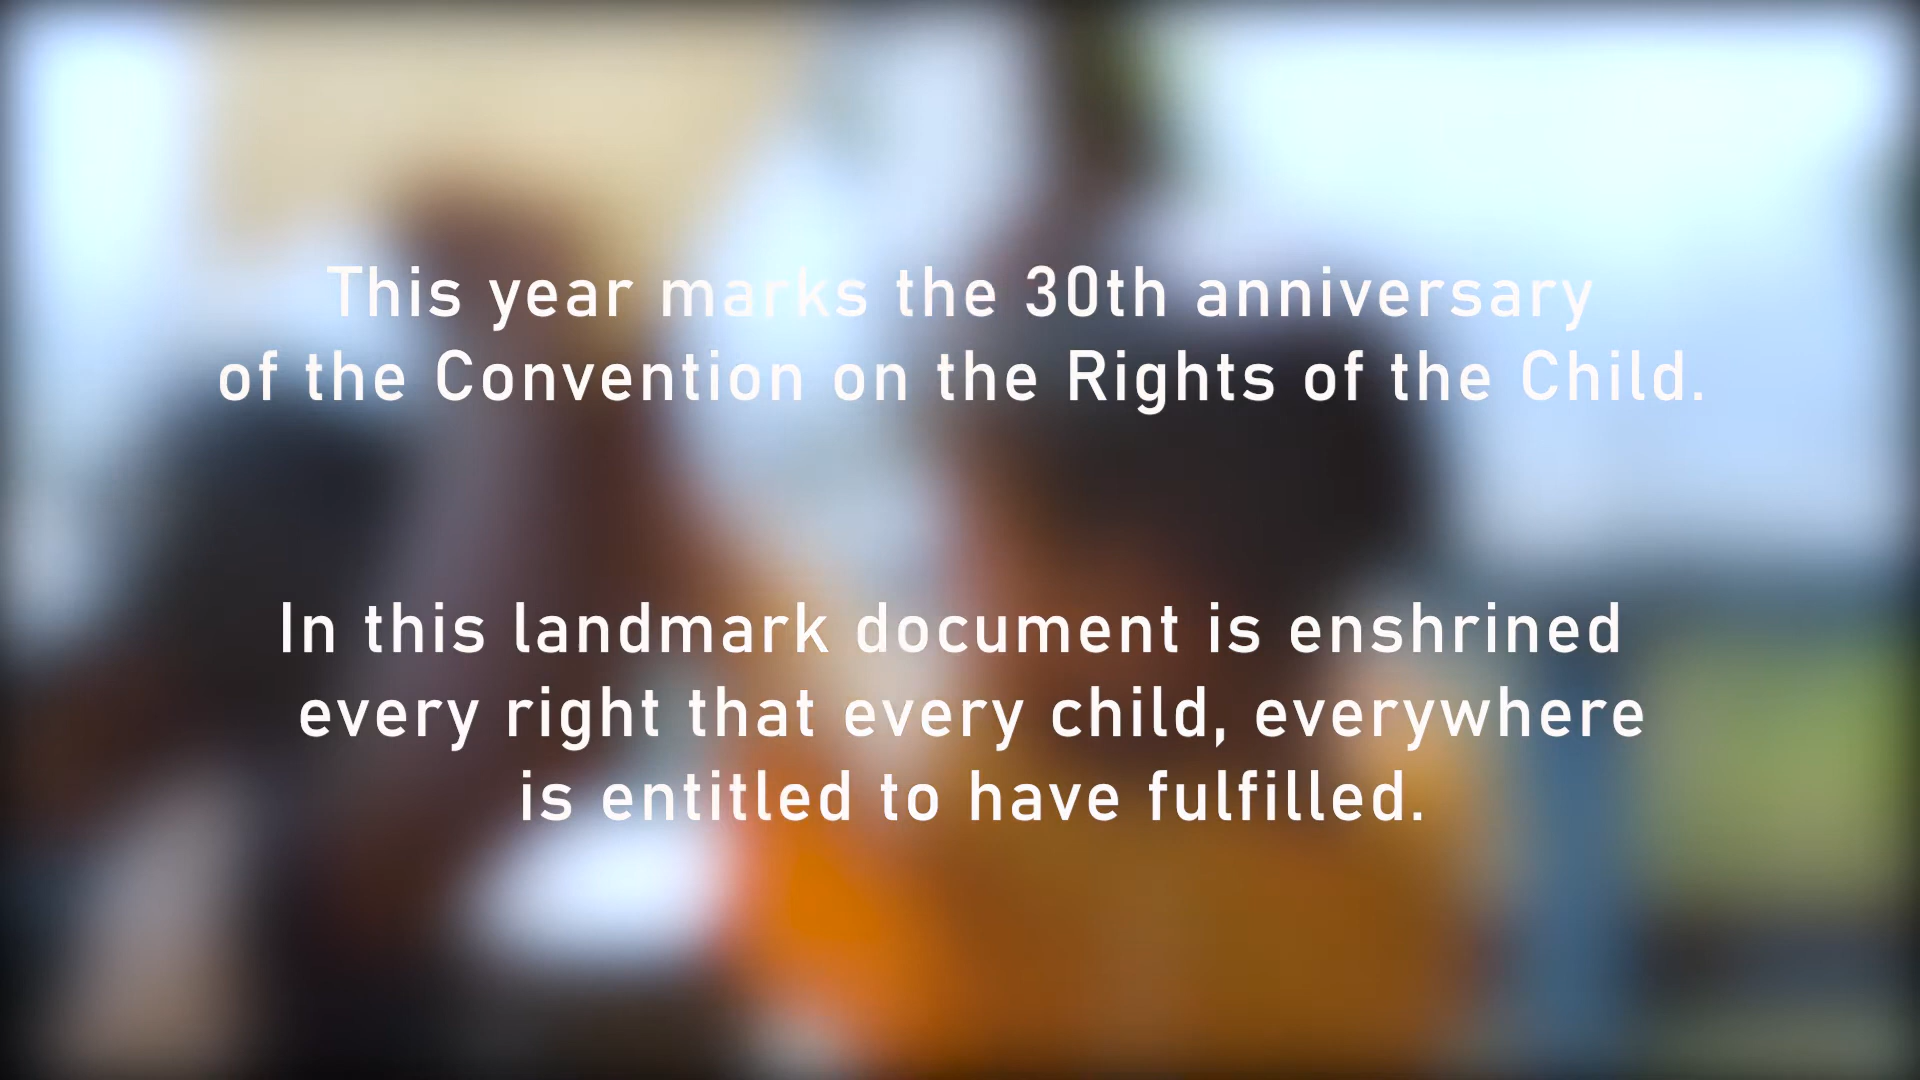 This year marks the 30th anniversary
of the Convention on the Rights of the Child.
In this landmark document is enshrined
every right that every child, everywhere
is entitled to have fulfilled.